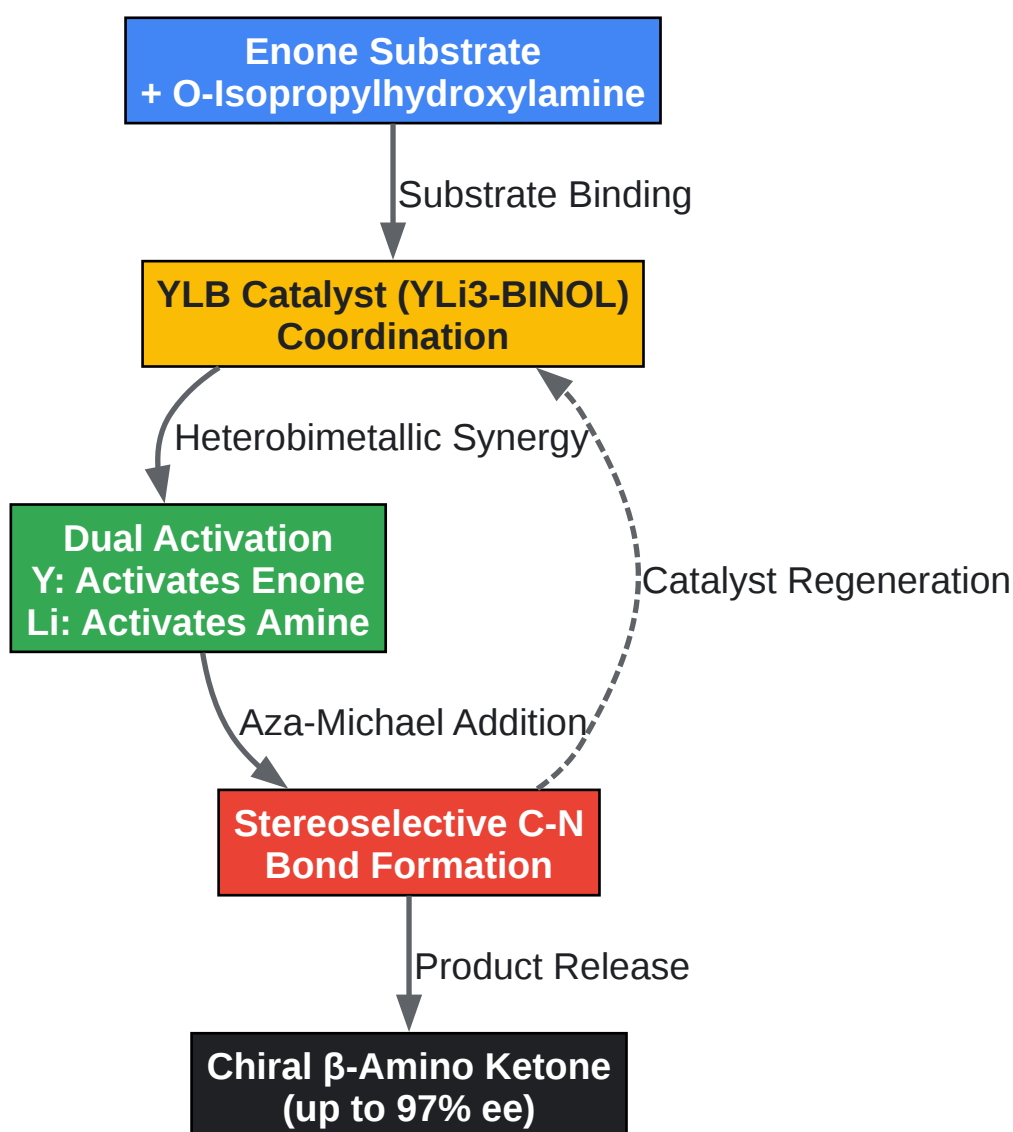 Enone Substrate
+ O-Isopropylhydroxylamine
Substrate Binding
YLB Catalyst (YLi3-BINOL)
Coordination
Heterobimetallic Synergy
Dual Activation
Y: Activates Enone
Li: Activates Amine
Catalyst Regeneration
Aza-Michael Addition
Stereoselective C-N
Bond Formation
Product Release
Chiral β-Amino Ketone
(up to 97% ee)